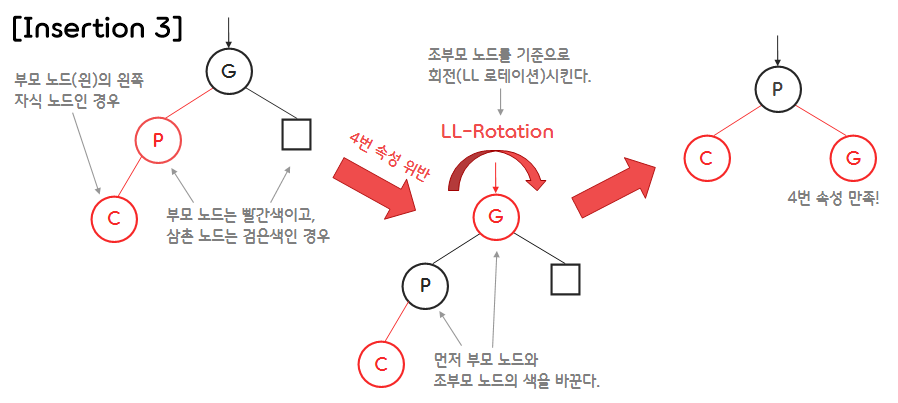 [Insertion 3]
부모 노드(왼)의 왼쪽
자식 노드인 경우
G
P
C
부모 노드는 빨간색이고,
삼촌 노드는 검은색인 경우
4번 속성 위반
조부모 노드를 기준으로
회전(LL 로테이션)시킨다.
LL-Rotation
G
P
C
먼저 부모 노드와
조부모 노드의 색을 바꾼다.
P
C
G
4번 속성 만족!